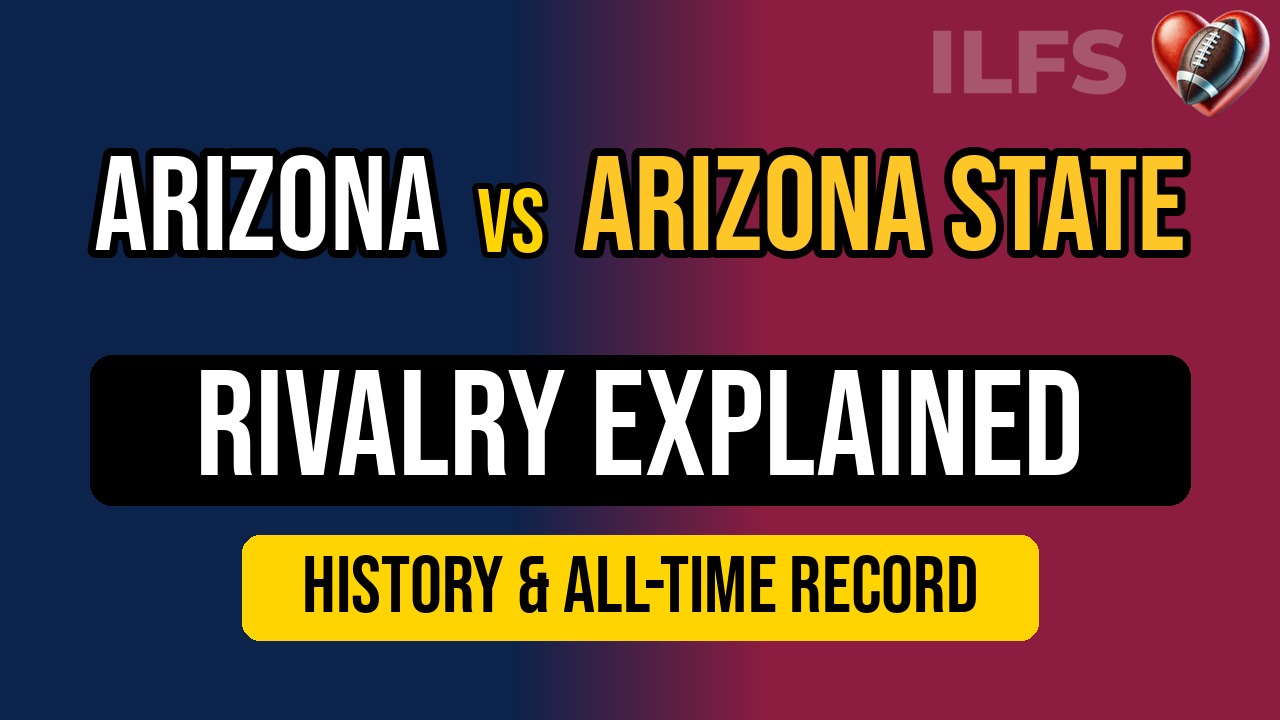 ILFS
ARIZONA VS ARIZONA STATE
RIVALRY EXPLAINED
HISTORY & ALL-TIME RECORD